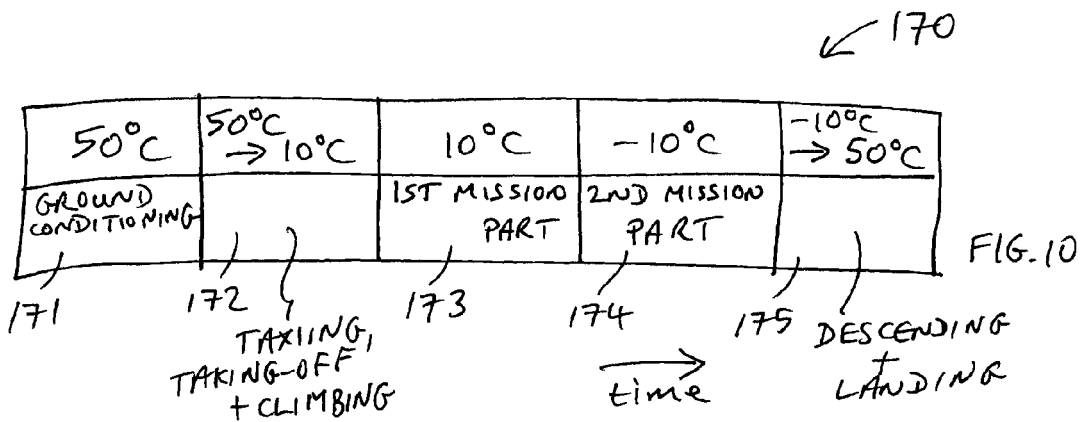 170
50°C
50°C
→ 10°C
10°C
-10°C
-10°C
→ 50°C
GROUND
CONDITIONING
1ST MISSION
PART
2ND MISSION
PART
FIG.10
171
172
173
174
175
TAXIING,
TAKING-OFF
+ CLIMBING
time
DESCENDING
+
LANDING